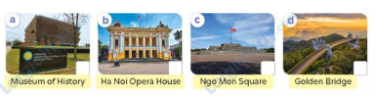 a
b
c
d
Museum of History
Ha Noi Opera House
Ngo Mon Square
Golden Bridge